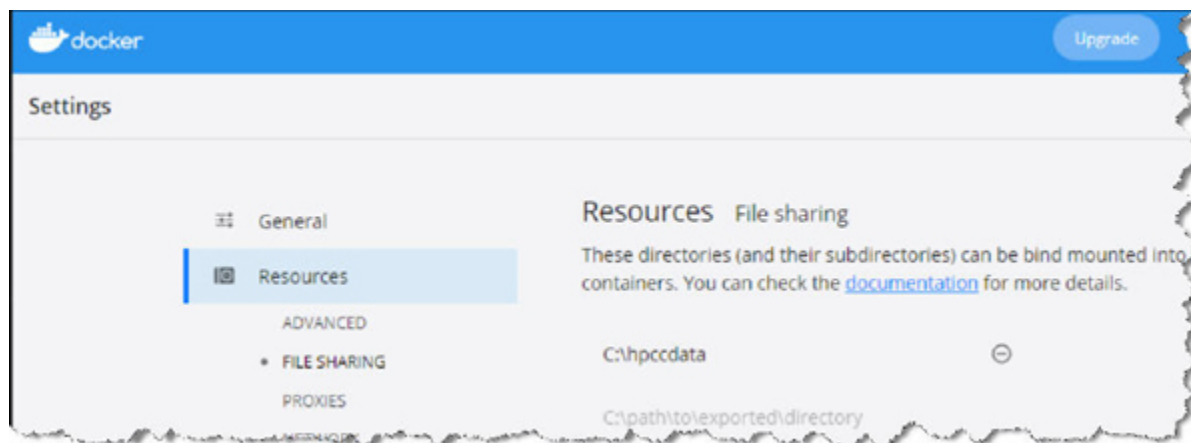 docker
Upgrade
Settings
General
Resources
ADVANCED
FILE SHARING
PROXIES
NETWORK
Resources File sharing
These directories (and their subdirectories) can be bind mounted into
containers. You can check the documentation for more details.
C:\hpccdata
C:\path\to\exported\directory